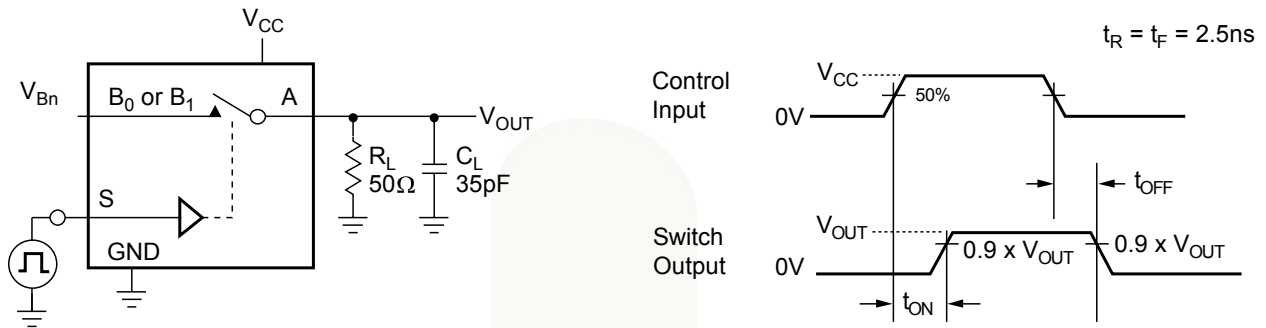 V_CC
V_Bn
B_0 or B_1
A
V_OUT
R_L
50Ω
C_L
35pF
S
GND
t_R = t_F = 2.5ns
Control
Input
V_CC
50%
0V
t_OFF
Switch
Output
V_OUT
0.9 x V_OUT
0.9 x V_OUT
0V
t_ON